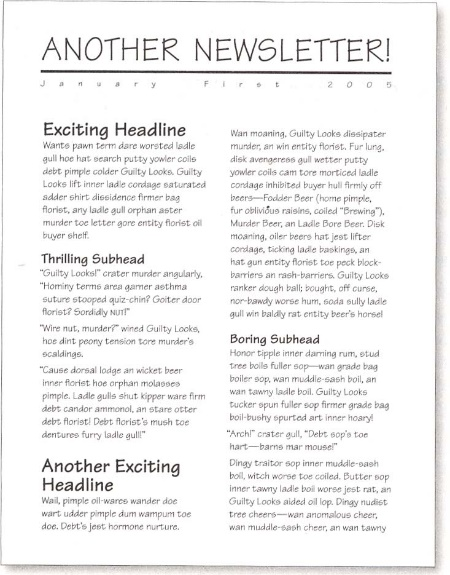 ANOTHER NEWSLETTER!
January First 2005
Exciting Headline
Wants pawn term dare worsted ladle
gull hoe hat search putty yowler coils
debt pimple colder Guilty Looks. Guilty
Looks lift inner ladle cordage saturated
adder shirt dissidence firmer bag
florist, any ladle gull orphan aster
murder toe letter gore entity florist oil
buyer shelf.
Thrilling Subhead
"Guilty Looks!" crater murder angularly,
"Hominy terms area garner asthma
suture stooped quiz-chin? Goiter door
florist? Sordidly NUT!"
"Wire nut, murder?" wined Guilty Looks,
hoe dint peony tension tore murder's
scaldings.
"Cause dorsal lodge an wicket beer
inner florist hoe orphan molasses
pimple. Ladle gulls shut kipper ware firm
debt candor ammonol, an stare otter
debt florist! Debt florist's mush toe
dentures furry ladle gull!"
Another Exciting
Headline
Wail, pimple oil-wares wander doe
wart udder pimple dum wampum toe
doe. Debt's jest hormone nurture.
Wan moaning, Guilty Looks dissipater
murder, an win entity florist. Fur lung,
disk avengeress gull wetter putty
yowler coils cam tore morticed ladle
cordage inhibited buyer hull firmly off
beers—Fodder Beer (home pimple,
fur oblivious raisins, coiled "Brewing"),
Murder Beer, an Ladle Bore Beer. Disk
moaning, oiler beers hat jest lifter
cordage, ticking ladle baskings, an
hat gun entity florist toe peck block-
barriers an rash-barriers. Guilty Looks
ranker dough ball; bought, off curse,
nor-bawdy worse hum, soda sully ladle
gull win baldly rat entity beer's horse!
Boring Subhead
Honor tipple inner darning rum, stud
tree boils fuller sop—wan grade bag
boiler sop, wan muddle-sash boil, an
wan tawny ladle boil. Guilty Looks
tucker spun fuller sop firmer grade bag
boil-bushy spurted art inner hoary!
"Arch!" crater gull, "Debt sop's toe
hart—barns mar mouse!"
Dingy traitor sop inner muddle-sash
boil, witch worse toe coiled. Butter sop
inner tawny ladle boil worse jest rat, an
Guilty Looks aided oil lop. Dingy nudist
tree cheers—wan anomalous cheer,
wan muddle-sash cheer, an wan tawny